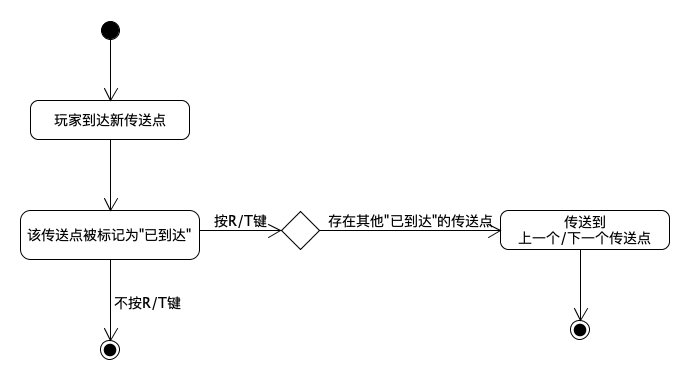 玩家到达新传送点
该传送点被标记为"已到达"
按R/T键
存在其他"已到达"的传送点
传送到
上一个/下一个传送点
不按R/T键